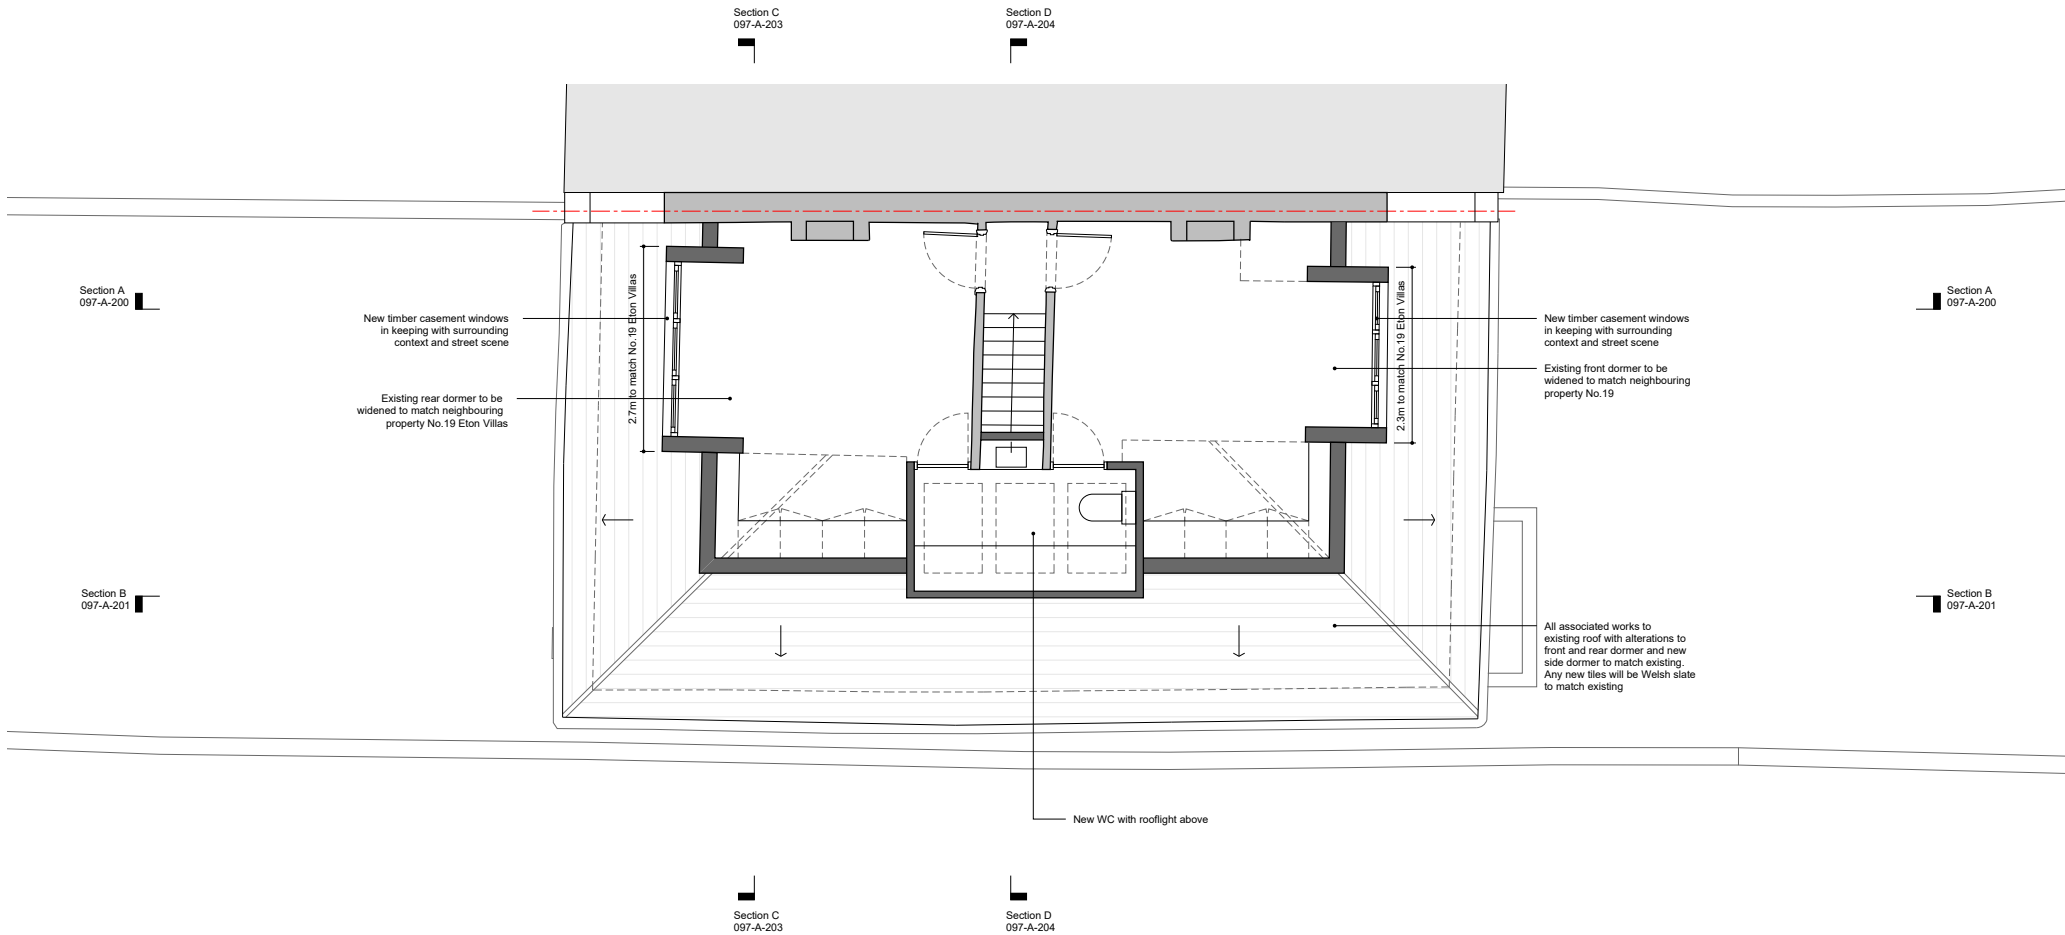 Section C
097-A-203
Section D
097-A-204
Section A
097-A-200
Section A
097-A-200
New timber casement windows
in keeping with surrounding
context and street scene
2.7m to match No.19 Eton Villas
2.3m to match No.19 Eton Villas
New timber casement windows
in keeping with surrounding
context and street scene
Existing rear dormer to be
widened to match neighbouring
property No.19 Eton Villas
Existing front dormer to be
widened to match neighbouring
property No.19
Section B
097-A-201
Section B
097-A-201
All associated works to
existing roof with alterations to
front and rear dormer and new
side dormer to match existing.
Any new tiles will be Welsh slate
to match existing
New WC with rooflight above
Section C
097-A-203
Section D
097-A-204